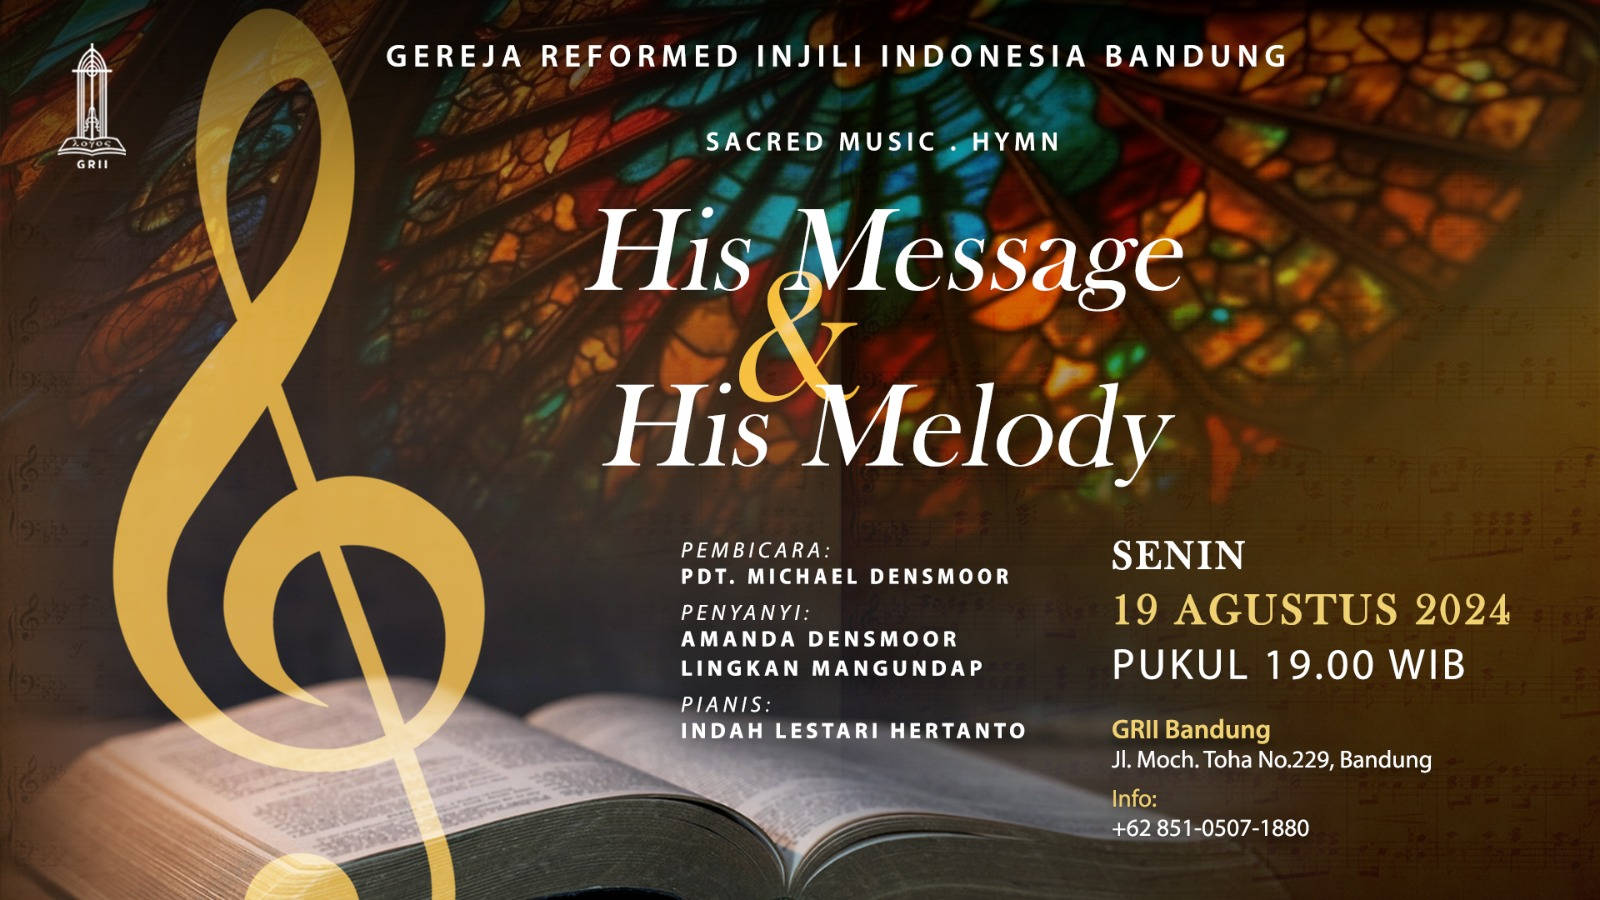 λογος
GRII
GEREJA REFORMED INJILI INDONESIA BANDUNG
SACRED MUSIC . HYMN
His Message
&
His Melody
PEMBICARA:
PDT. MICHAEL DENSMOOR
PENYANYI:
AMANDA DENSMOOR
LINGKAN MANGUNDAP
PIANIS:
INDAH LESTARI HERTANTO
SENIN
19 AGUSTUS 2024
PUKUL 19.00 WIB
GRII Bandung
Jl. Moch. Toha No.229, Bandung
Info:
+62 851-0507-1880